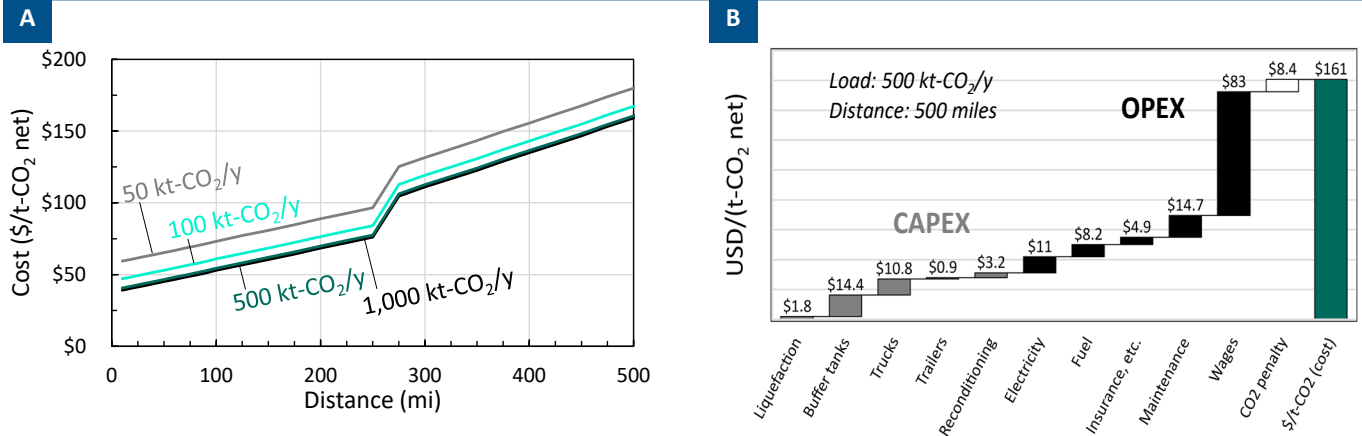 A
Cost ($/t-CO₂ net)
$200
$150
$100
$50
$0
50 kt-CO₂/y
100 kt-CO₂/y
500 kt-CO₂/y
1,000 kt-CO₂/y
0
100
200
300
400
500
Distance (mi)
B
USD/(t-CO₂ net)
Load: 500 kt-CO₂/y
Distance: 500 miles
CAPEX
OPEX
$1.8
$14.4
$10.8
$0.9
$3.2
$11
$8.2
$4.9
$14.7
$83
$8.4
$161
Liquefaction
Buffer tanks
Trucks
Trailers
Reconditioning
Electricity
Fuel
Insurance, etc.
Maintenance
Wages
CO2 penalty
$/t-CO2 (cost)